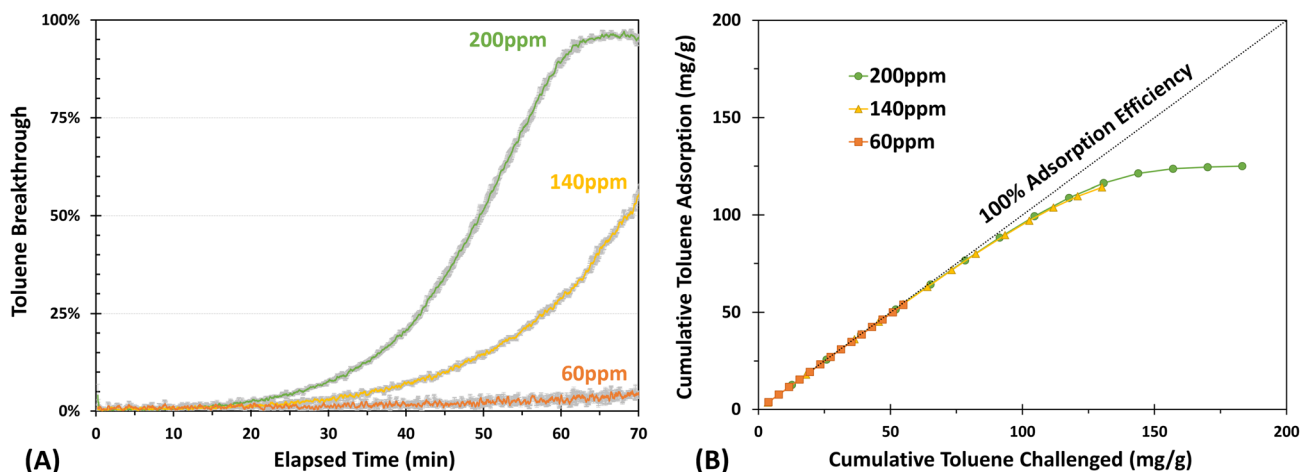 100%
75%
50%
25%
0%
Toluene Breakthrough
200ppm
140ppm
60ppm
0 10 20 30 40 50 60 70
Elapsed Time (min)
(A)
200
150
100
50
0
Cumulative Toluene Adsorption (mg/g)
200ppm
140ppm
60ppm
100% Adsorption Efficiency
0 50 100 150 200
Cumulative Toluene Challenged (mg/g)
(B)